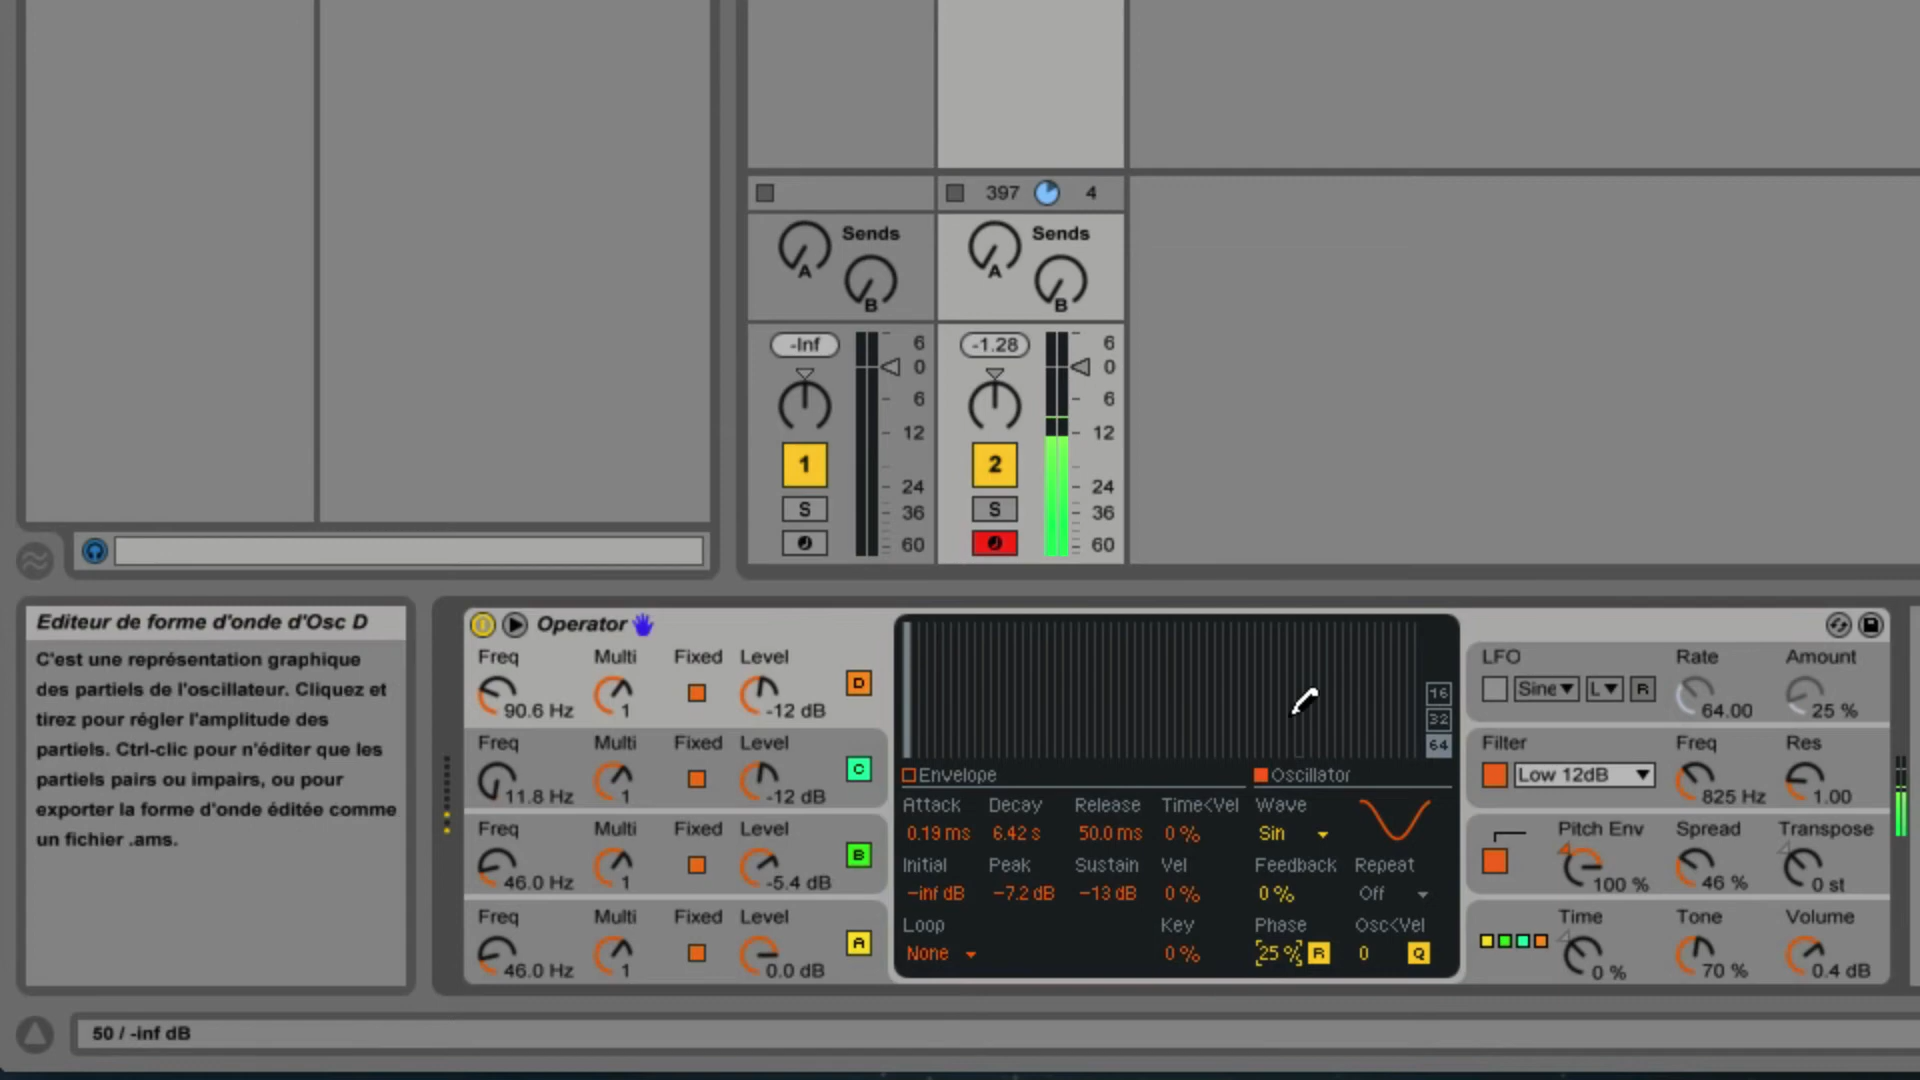 397 4
Sends Sends
A A
B B
-Inf 6 -1.28 6
0 0
6 6
12 12
1 2
24 24
S S
36 36
60 60
Editeur de forme d'onde d'Osc D
C'est une représentation graphique
des partiels de l'oscillateur. Cliquez et
tirez pour régler l'amplitude des
partiels. Ctrl-clic pour n'éditer que les
partiels pairs ou impairs, ou pour
exporter la forme d'onde éditée comme
un fichier .ams.
Operator
Freq Multi Fixed Level
90.6 Hz 1 -12 dB D
Freq Multi Fixed Level
11.8 Hz 1 -12 dB C
Freq Multi Fixed Level
46.0 Hz 1 -5.4 dB B
Freq Multi Fixed Level
46.0 Hz 1 0.0 dB A
16
32
64
Envelope Oscillator
Attack Decay Release Time<Vel Wave
0.19 ms 6.42 s 50.0 ms 0 % Sin
Initial Peak Sustain Vel Feedback Repeat
-inf dB -7.2 dB -13 dB 0 % 0 % Off
Loop Key Phase Osc<Vel
None 0 % 25 % R 0 Q
LFO Rate Amount
Sine L R 64.00 25 %
Filter Freq Res
Low 12dB 825 Hz 1.00
Pitch Env Spread Transpose
100 % 46 % 0 st
Time Tone Volume
0 % 70 % 0.4 dB
50 / -inf dB